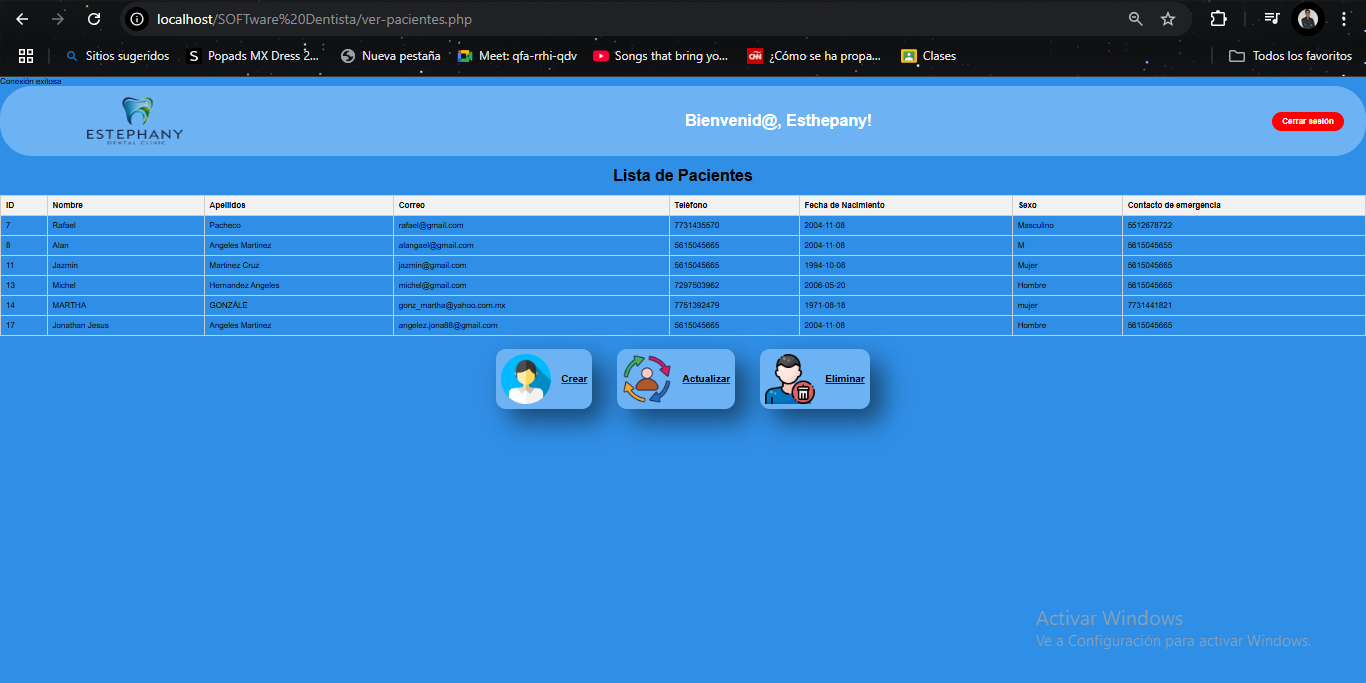 localhost/SOFTware%20Dentista/ver-pacientes.php
Sitios sugeridos S Popads MX Dress 2... Nueva pestaña Meet: qfa-rrhi-qdv Songs that bring yo... CNN ¿Cómo se ha propa... Clases Todos los favoritos
Conexión exitosa
ESTEPHANY
DENTAL CLINIC
Bienvenid@, Esthepany!
Cerrar sesión
Lista de Pacientes
ID Nombre Apellidos Correo Teléfono Fecha de Nacimiento Sexo Contacto de emergencia
7 Rafael Pacheco rafael@gmail.com 7731435570 2004-11-08 Masculino 5512678722
8 Alan Angeles Martinez alangael@gmail.com 5615045665 2004-11-08 M 5615045655
11 Jazmin Martinez Cruz jazmin@gmail.com 5615045665 1994-10-08 Mujer 5615045665
13 Michel Hernandez Angeles michel@gmail.com 7297503962 2006-05-20 Hombre 5615045665
14 MARTHA GONZÁLE gonz_martha@yahoo.com.mx 7751392479 1971-08-18 mujer 7731441821
17 Jonathan Jesus Angeles Martinez angelez.jona88@gmail.com 5615045665 2004-11-08 Hombre 5615045665
Crear Actualizar Eliminar
Activar Windows
Ve a Configuración para activar Windows.